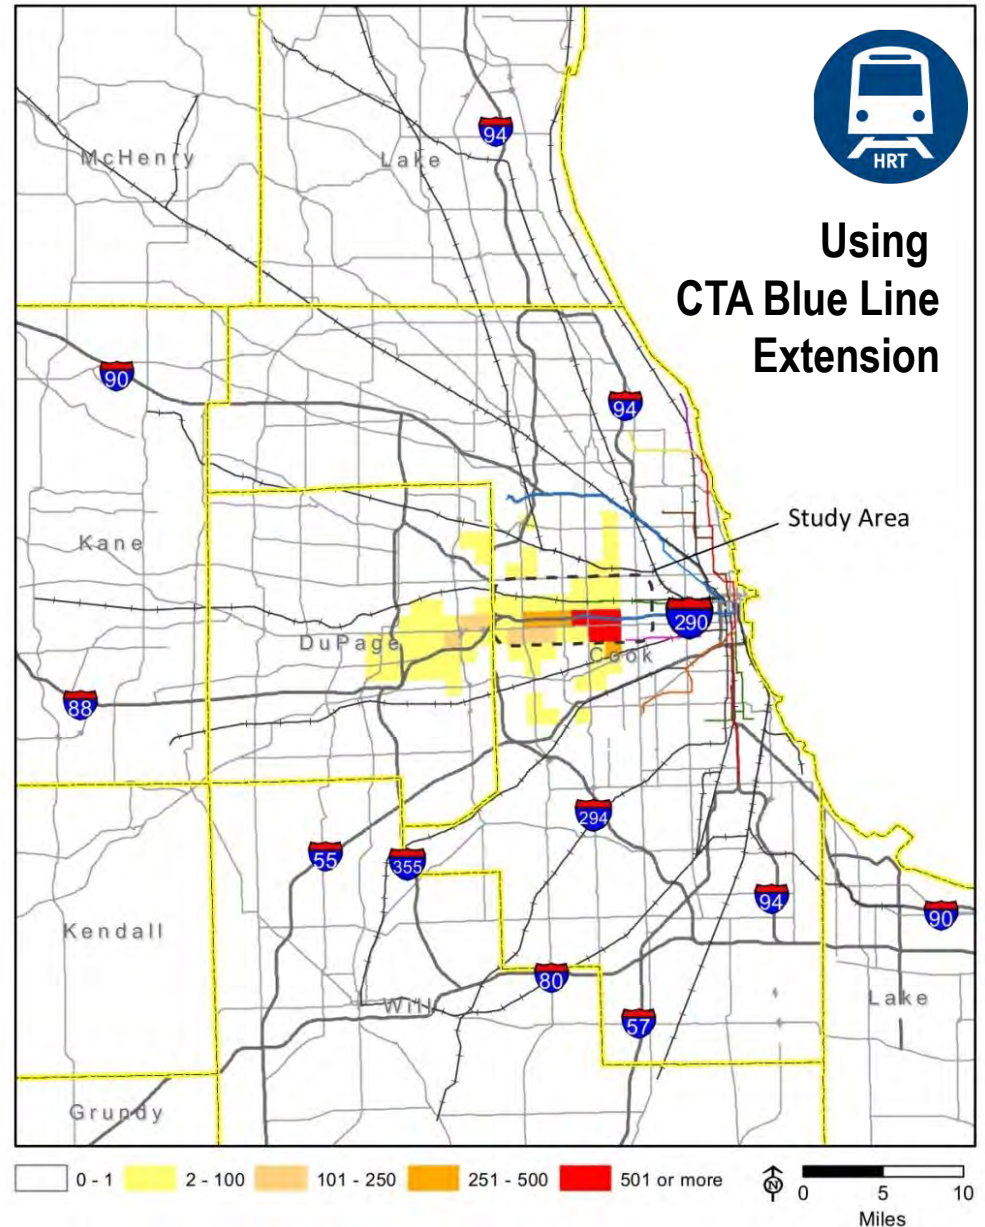 HRT
94
McHenry
Lake
Using
CTA Blue Line
Extension
90
94
Study Area
Kane
290
DuPage
Cook
88
294
55
355
94
90
Kendall
80
Will
Lake
57
Grundy
0 - 1
2 - 100
101 - 250
251 - 500
501 or more
N
0 5 10
Miles